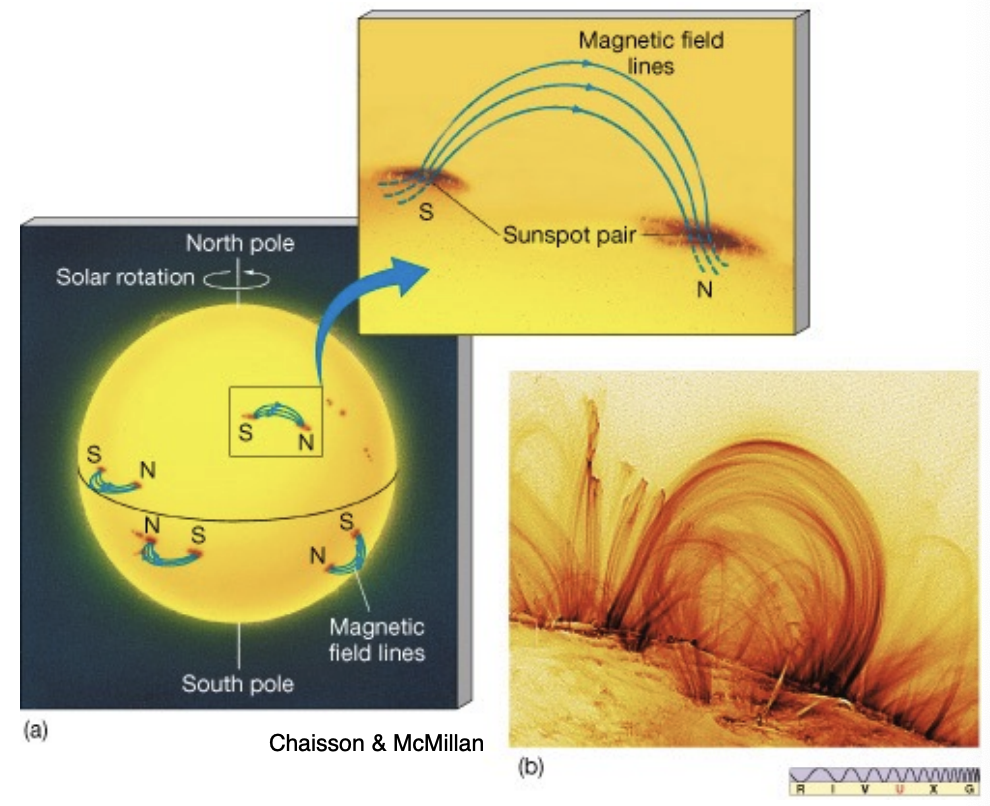 Magnetic field
lines
S
Sunspot pair
N
North pole
Solar rotation
S
N
S
N
N
S
S
N
Magnetic
field lines
South pole
(a)
Chaisson & McMillan
(b)
R I V U X G